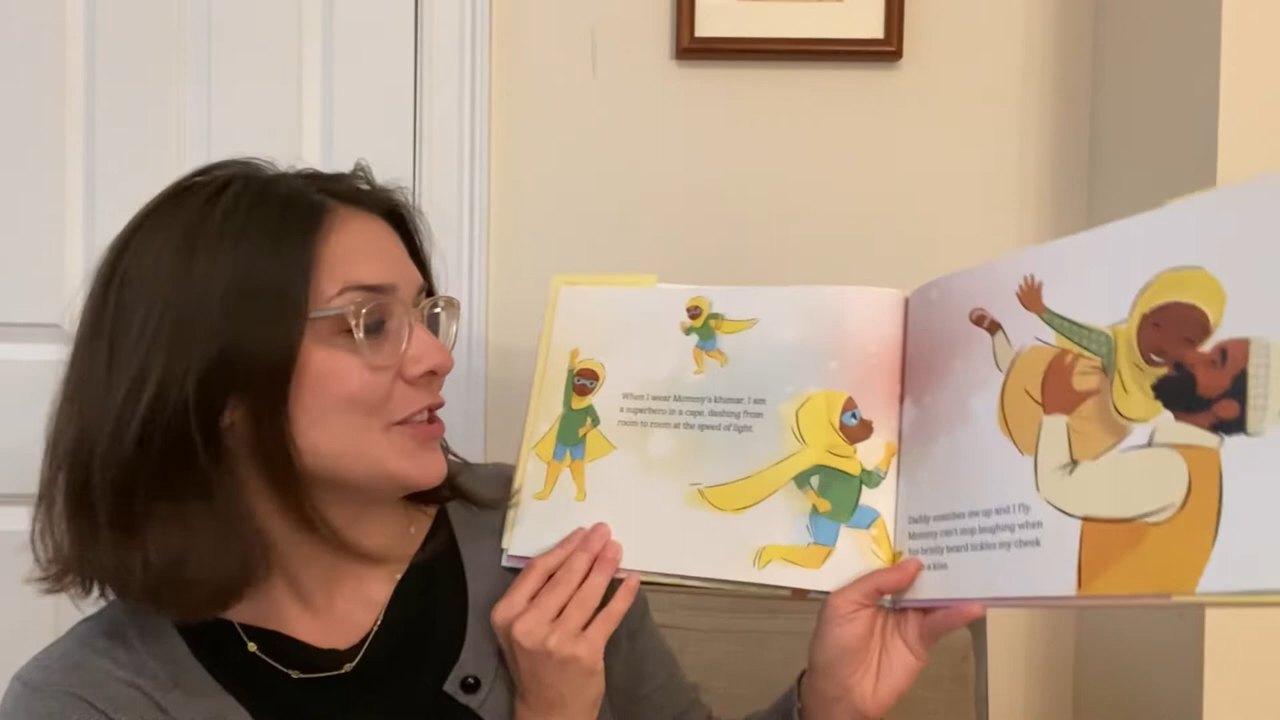 When I wear Mommy's khimar, I am
a superhero in a cape, dashing from
room to room at the speed of light.
Daddy snatches me up and I fly.
Mommy can't stop laughing when
his bristly beard tickles my cheek
a kiss.